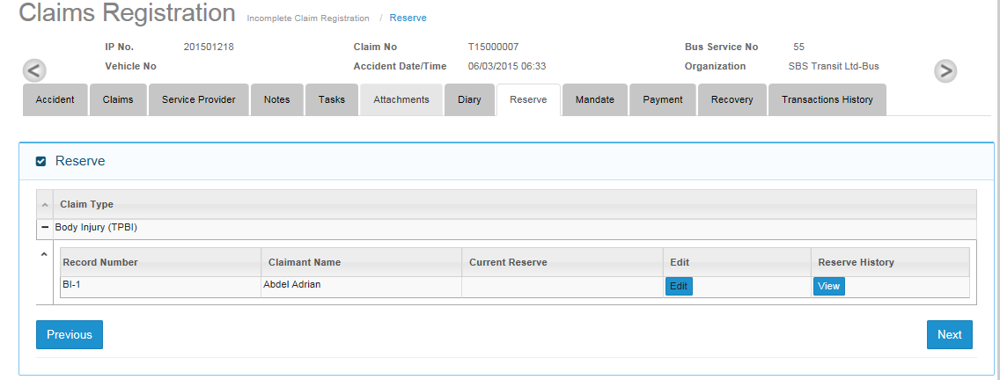 Claims Registration Incomplete Claim Registration / Reserve
IP No. 201501218 Claim No T15000007 Bus Service No 55
Vehicle No Accident Date/Time 06/03/2015 06:33 Organization SBS Transit Ltd-Bus
Accident Claims Service Provider Notes Tasks Attachments Diary Reserve Mandate Payment Recovery Transactions History
Reserve
Claim Type
Body Injury (TPBI)
Record Number Claimant Name Current Reserve Edit Reserve History
BI-1 Abdel Adrian Edit View
Previous Next